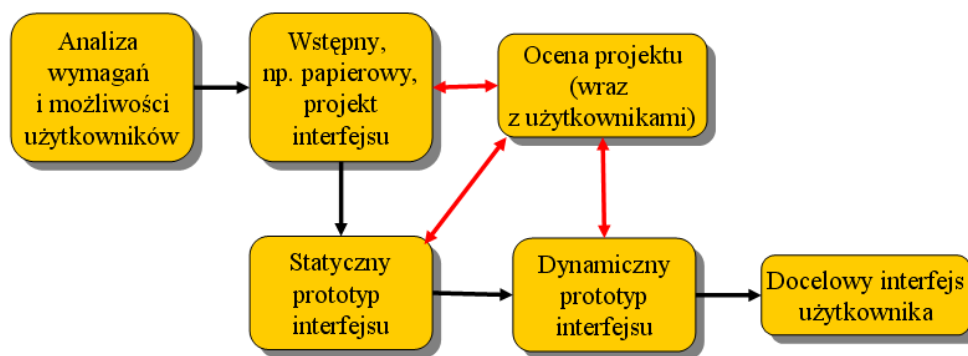 Analiza
wymagań
i możliwości
użytkowników
Wstępny,
np. papierowy,
projekt
interfejsu
Ocena projektu
(wraz
z użytkownikami)
Statyczny
prototyp
interfejsu
Dynamiczny
prototyp
interfejsu
Docelowy interfejs
użytkownika